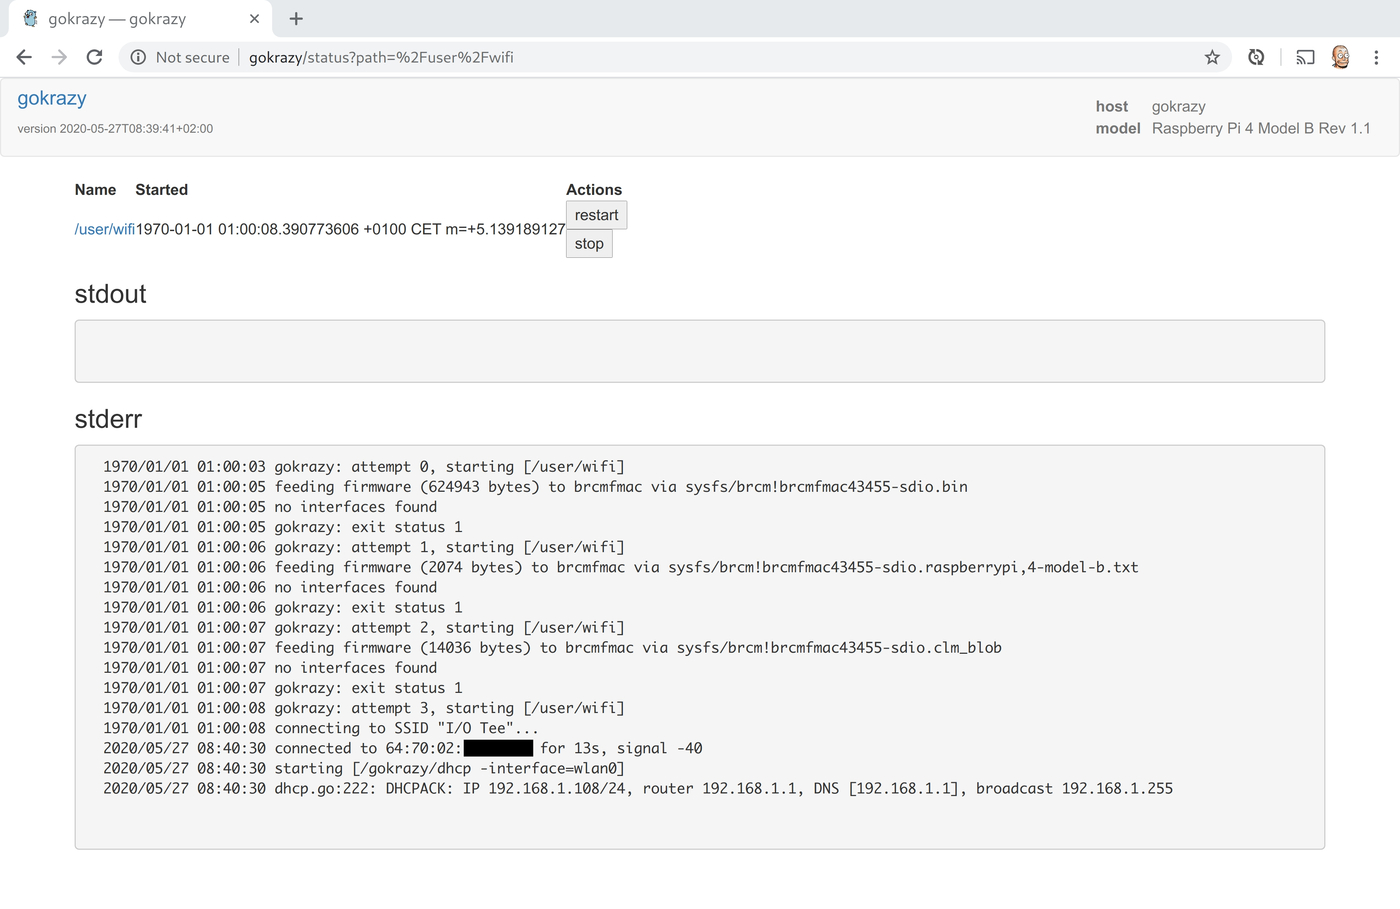 gokrazy — gokrazy
Not secure gokrazy/status?path=%2Fuser%2Fwifi
gokrazy
version 2020-05-27T08:39:41+02:00
host gokrazy
model Raspberry Pi 4 Model B Rev 1.1
Name Started Actions
/user/wifi 1970-01-01 01:00:08.390773606 +0100 CET m=+5.139189127 restart
stop
stdout
stderr
1970/01/01 01:00:03 gokrazy: attempt 0, starting [/user/wifi]
1970/01/01 01:00:05 feeding firmware (624943 bytes) to brcmfmac via sysfs/brcm!brcmfmac43455-sdio.bin
1970/01/01 01:00:05 no interfaces found
1970/01/01 01:00:05 gokrazy: exit status 1
1970/01/01 01:00:06 gokrazy: attempt 1, starting [/user/wifi]
1970/01/01 01:00:06 feeding firmware (2074 bytes) to brcmfmac via sysfs/brcm!brcmfmac43455-sdio.raspberrypi,4-model-b.txt
1970/01/01 01:00:06 no interfaces found
1970/01/01 01:00:06 gokrazy: exit status 1
1970/01/01 01:00:07 gokrazy: attempt 2, starting [/user/wifi]
1970/01/01 01:00:07 feeding firmware (14036 bytes) to brcmfmac via sysfs/brcm!brcmfmac43455-sdio.clm_blob
1970/01/01 01:00:07 no interfaces found
1970/01/01 01:00:07 gokrazy: exit status 1
1970/01/01 01:00:08 gokrazy: attempt 3, starting [/user/wifi]
1970/01/01 01:00:08 connecting to SSID "I/O Tee"...
2020/05/27 08:40:30 connected to 64:70:02: for 13s, signal -40
2020/05/27 08:40:30 starting [/gokrazy/dhcp -interface=wlan0]
2020/05/27 08:40:30 dhcp.go:222: DHCPACK: IP 192.168.1.108/24, router 192.168.1.1, DNS [192.168.1.1], broadcast 192.168.1.255